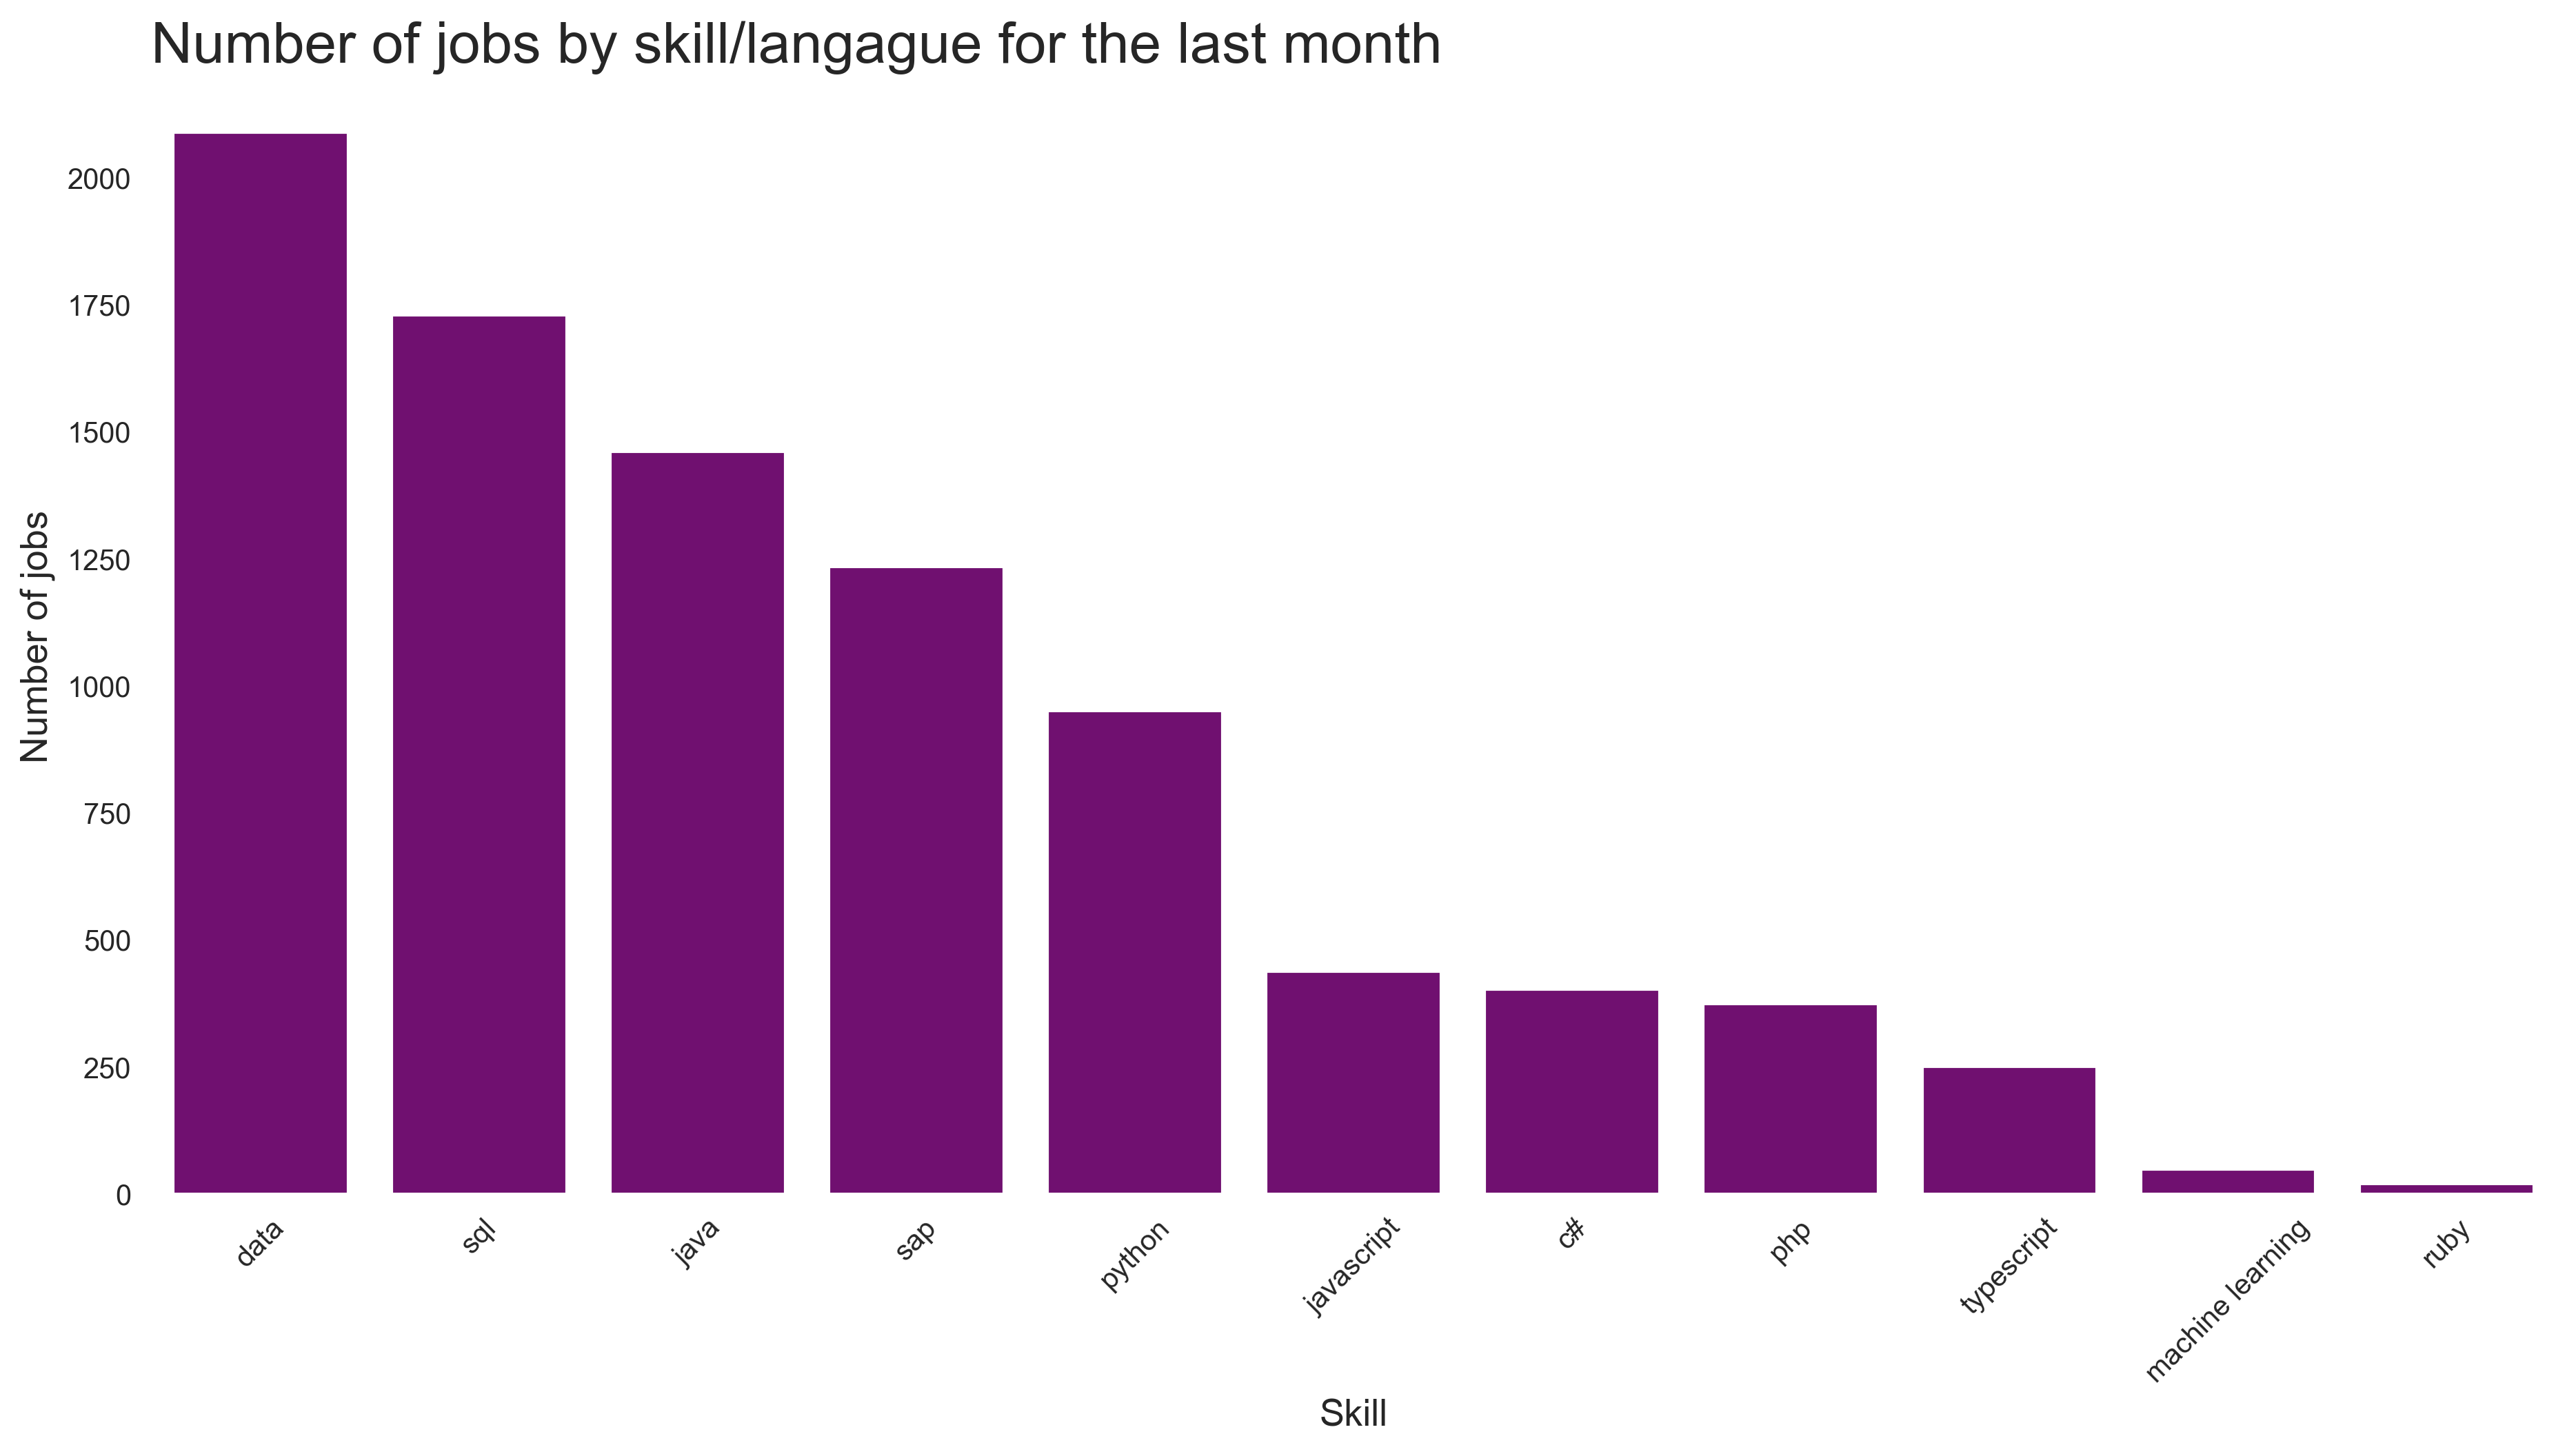 Number of jobs by skill/langague for the last month
2000
1750
1500
1250
1000
750
500
250
0
Number of jobs
data
sql
java
sap
python
javascript
c#
php
typescript
machine learning
ruby
Skill